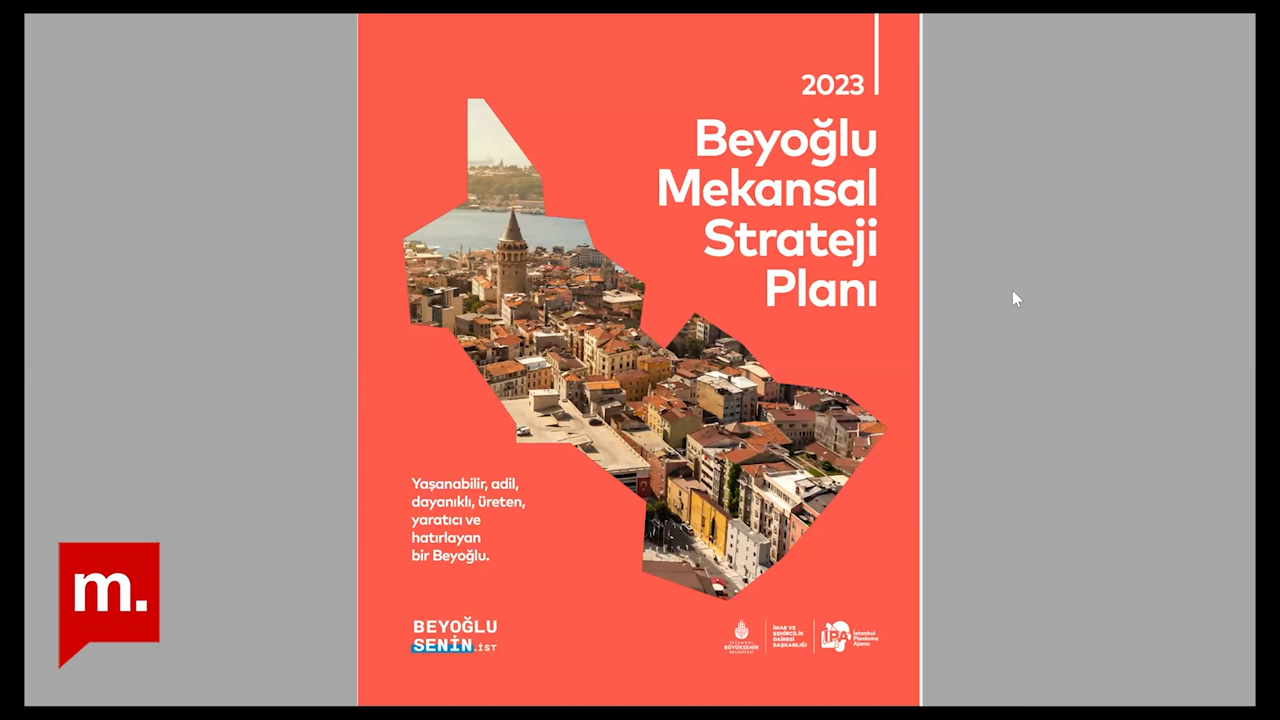 2023
Beyoğlu
Mekansal
Strateji
Planı
Yaşanabilir, adil,
dayanıklı, üreten,
yaratıcı ve
hatırlayan
bir Beyoğlu.
m.
BEYOĞLU
SENİN.İST
İSTANBUL
BÜYÜKŞEHİR
BELEDİYESİ
İMAR VE
ŞEHİRCİLİK
DAİRESİ
BAŞKANLIĞI
İPA
İstanbul
Planlama
Ajansı